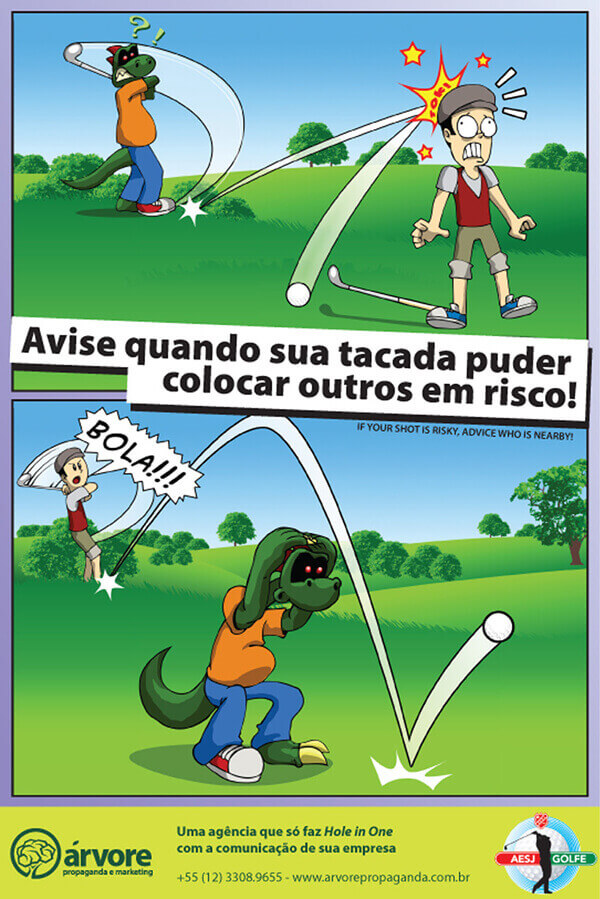 ?!
TOK!
Avise quando sua tacada puder
colocar outros em risco!
IF YOUR SHOT IS RISKY, ADVICE WHO IS NEARBY!
BOLA!!!
árvore
propaganda e marketing
Uma agência que só faz Hole in One
com a comunicação de sua empresa
+55 (12) 3308.9655 - www.arvorepropaganda.com.br
AESJ GOLFE